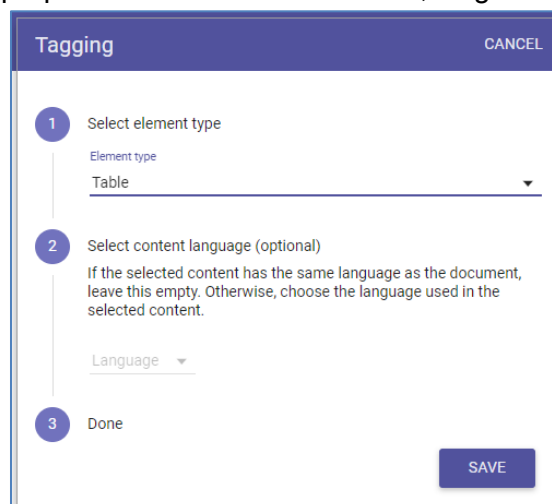 Tagging CANCEL
1 Select element type
Element type
Table
2 Select content language (optional)
If the selected content has the same language as the document,
leave this empty. Otherwise, choose the language used in the
selected content.
Language
3 Done
SAVE